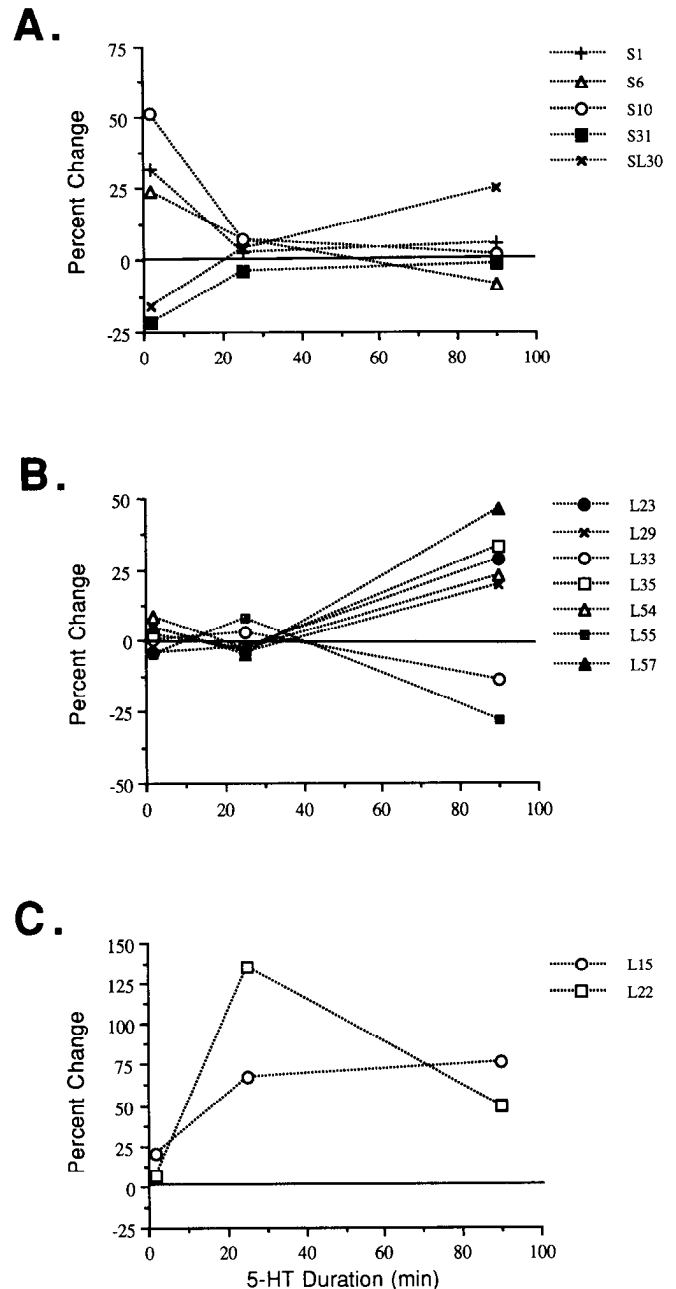 A.
75
50
25
0
-25
Percent Change
0 20 40 60 80 100
S1
S6
S10
S31
SL30
B.
50
25
0
-25
-50
Percent Change
0 20 40 60 80 100
L23
L29
L33
L35
L54
L55
L57
C.
150
125
100
75
50
25
0
-25
Percent Change
0 20 40 60 80 100
5-HT Duration (min)
L15
L22